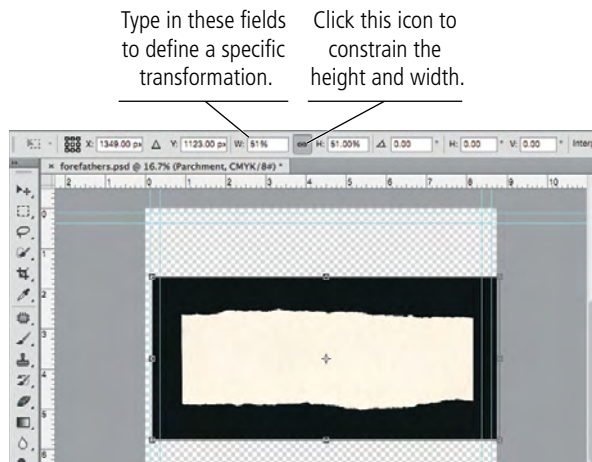 Type in these fields
to define a specific
transformation.
Click this icon to
constrain the
height and width.
X: 1349.00 px Δ Y: 1123.00 px W: 51% H: 51.00% 0.00 ° H: 0.00 ° V: 0.00 ° Inter
× forefathers.psd @ 16.7% (Parchment, CMYK/8#) *
2 1 0 1 2 3 4 5 6 7 8 9 10
0
1
2
3
4
5
6